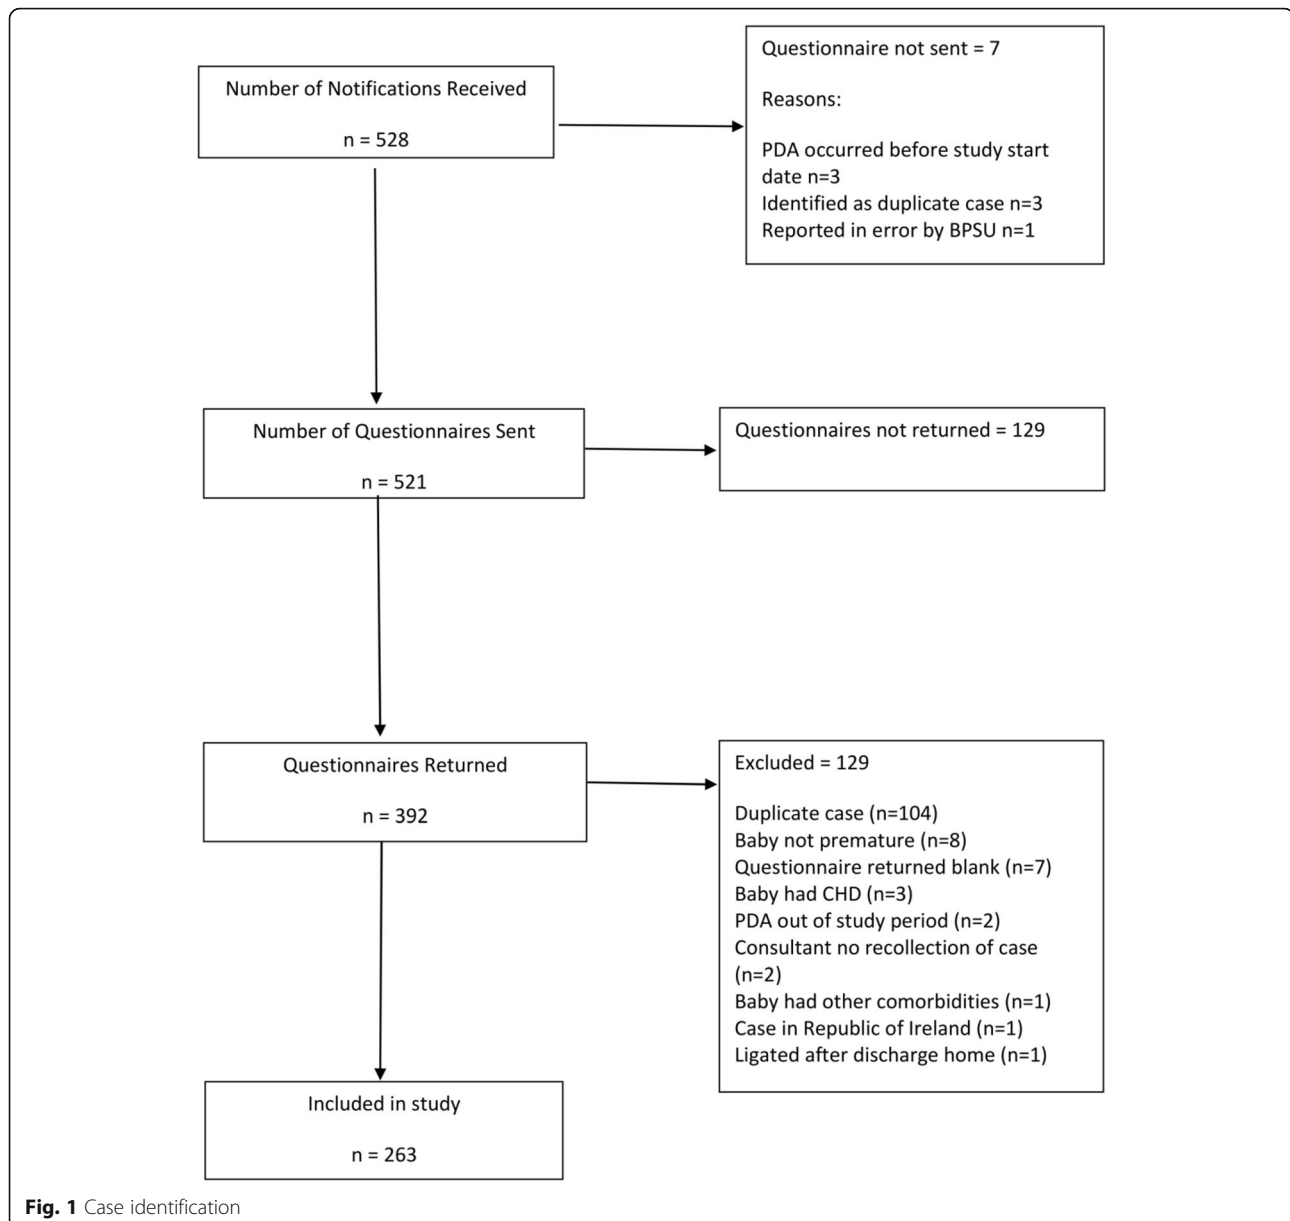 Number of Notifications Received
n = 528
Questionnaire not sent = 7
Reasons:
PDA occurred before study start
date n=3
Identified as duplicate case n=3
Reported in error by BPSU n=1
Number of Questionnaires Sent
n = 521
Questionnaires not returned = 129
Questionnaires Returned
n = 392
Excluded = 129
Duplicate case (n=104)
Baby not premature (n=8)
Questionnaire returned blank (n=7)
Baby had CHD (n=3)
PDA out of study period (n=2)
Consultant no recollection of case
(n=2)
Baby had other comorbidities (n=1)
Case in Republic of Ireland (n=1)
Ligated after discharge home (n=1)
Included in study
n = 263
Fig. 1 Case identification